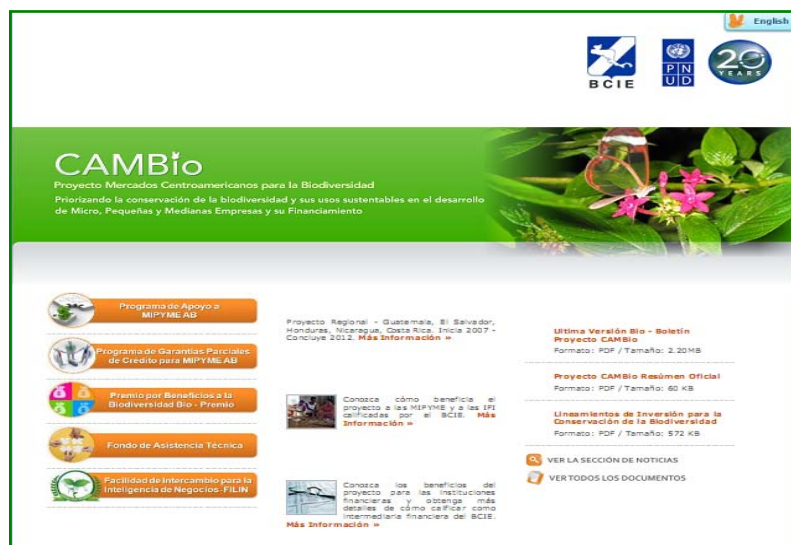 English
BCIE
PN
UD
20
YEARS
CAMBio
Proyecto Mercados Centroamericanos para la Biodiversidad
Priorizando la conservación de la biodiversidad y sus usos sustentables en el desarrollo
de Micro, Pequeñas y Medianas Empresas y su Financiamiento
Programa de Apoyo a
MIPYME AB
Programa de Garantías Parciales
de Crédito para MIPYME AB
Premio por Beneficios a la
Biodiversidad Bio - Premio
Fondo de Asistencia Técnica
Facilidad de Intercambio para la
Inteligencia de Negocios- FILIN
Proyecto Regional - Guatemala, El Salvador,
Honduras, Nicaragua, Costa Rica. Inicia 2007 -
Concluye 2012. Más Información »
Conozca cómo beneficia el
proyecto a las MIPYME y a las IFI
calificadas por el BCIE. Más
Información »
Conozca los beneficios del
proyecto para las instituciones
financieras y obtenga más
detalles de cómo calificar como
intermediaria financiera del BCIE.
Más Información »
Ultima Versión Bio - Boletín
Proyecto CAMBio
Formato: PDF / Tamaño: 2.20MB
Proyecto CAMBio Resúmen Oficial
Formato: PDF / Tamaño: 60 KB
Lineamientos de Inversión para la
Conservación de la Biodiversidad
Formato: PDF / Tamaño: 572 KB
VER LA SECCIÓN DE NOTICIAS
VER TODOS LOS DOCUMENTOS